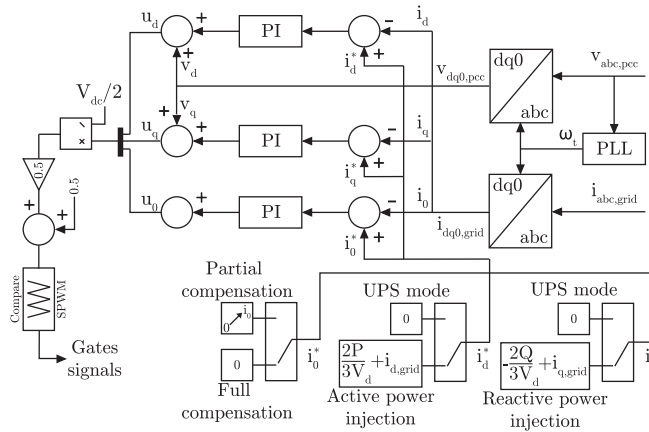 u_d
+
+
PI
-
i_d
+
i_d^*
v_d
V_dc/2
v_dq0,pcc
dq0
abc
v_abc,pcc
ω_t
PLL
v_q
+
u_q
+
PI
-
i_q
+
i_q^*
×
0.5
+
+
0.5
u_0
+
PI
-
i_0
+
i_0^*
i_dq0,grid
dq0
abc
i_abc,grid
Compare
SPWM
Gates
signals
Partial
compensation
0
i_0
0
Full
compensation
i_0^*
UPS mode
0
2P
3V_d
+i_d,grid
i_d^*
Active power
injection
UPS mode
0
-2Q
3V_d
+i_q,grid
Reactive power
injection